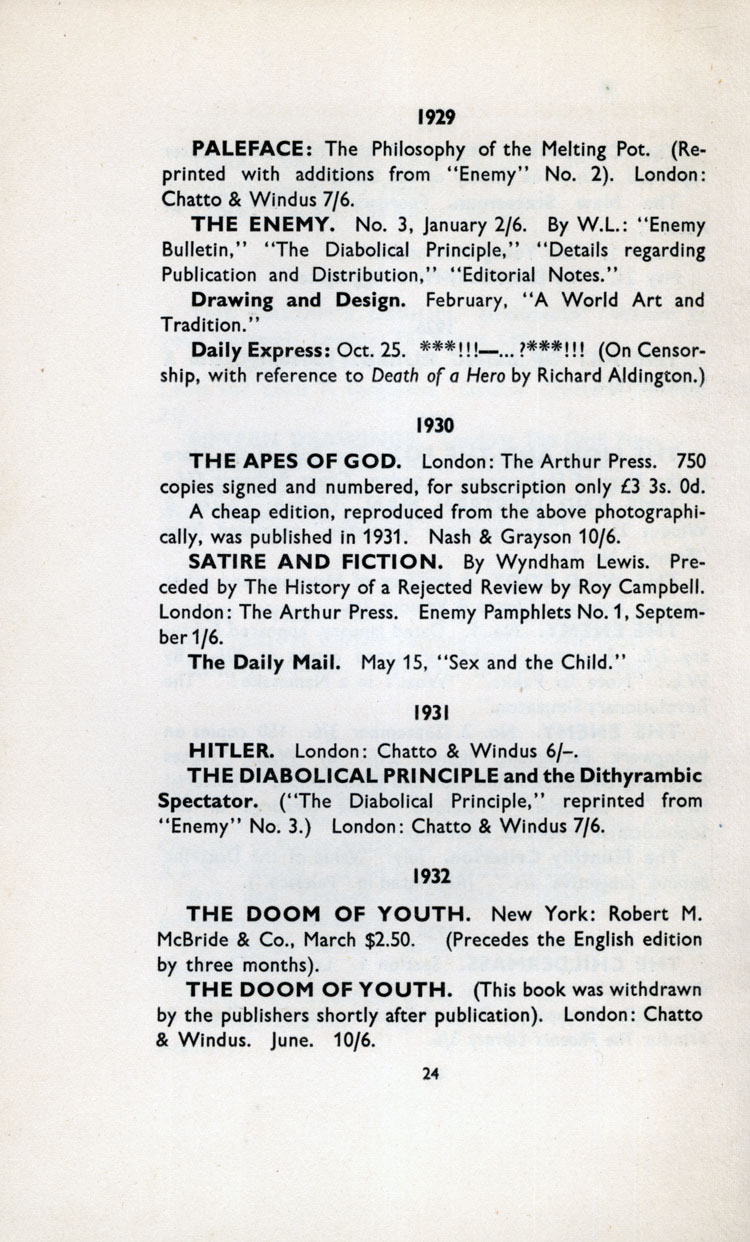 1929
PALEFACE: The Philosophy of the Melting Pot. (Re-
printed with additions from “Enemy” No. 2). London:
Chatto & Windus 7/6.
THE ENEMY. No. 3, January 2/6. By W.L.: “Enemy
Bulletin,” “The Diabolical Principle,” “Details regarding
Publication and Distribution,” “Editorial Notes.”
Drawing and Design. February, “A World Art and
Tradition.”
Daily Express: Oct. 25. ***!!!—... ?***!!! (On Censor-
ship, with reference to Death of a Hero by Richard Aldington.)
1930
THE APES OF GOD. London: The Arthur Press. 750
copies signed and numbered, for subscription only £3 3s. 0d.
A cheap edition, reproduced from the above photographi-
cally, was published in 1931. Nash & Grayson 10/6.
SATIRE AND FICTION. By Wyndham Lewis. Pre-
ceded by The History of a Rejected Review by Roy Campbell.
London: The Arthur Press. Enemy Pamphlets No. 1, Septem-
ber 1/6.
The Daily Mail. May 15, “Sex and the Child.”
1931
HITLER. London: Chatto & Windus 6/–.
THE DIABOLICAL PRINCIPLE and the Dithyrambic
Spectator. (“The Diabolical Principle,” reprinted from
“Enemy” No. 3.) London: Chatto & Windus 7/6.
1932
THE DOOM OF YOUTH. New York: Robert M.
McBride & Co., March $2.50. (Precedes the English edition
by three months).
THE DOOM OF YOUTH. (This book was withdrawn
by the publishers shortly after publication). London: Chatto
& Windus. June. 10/6.
24